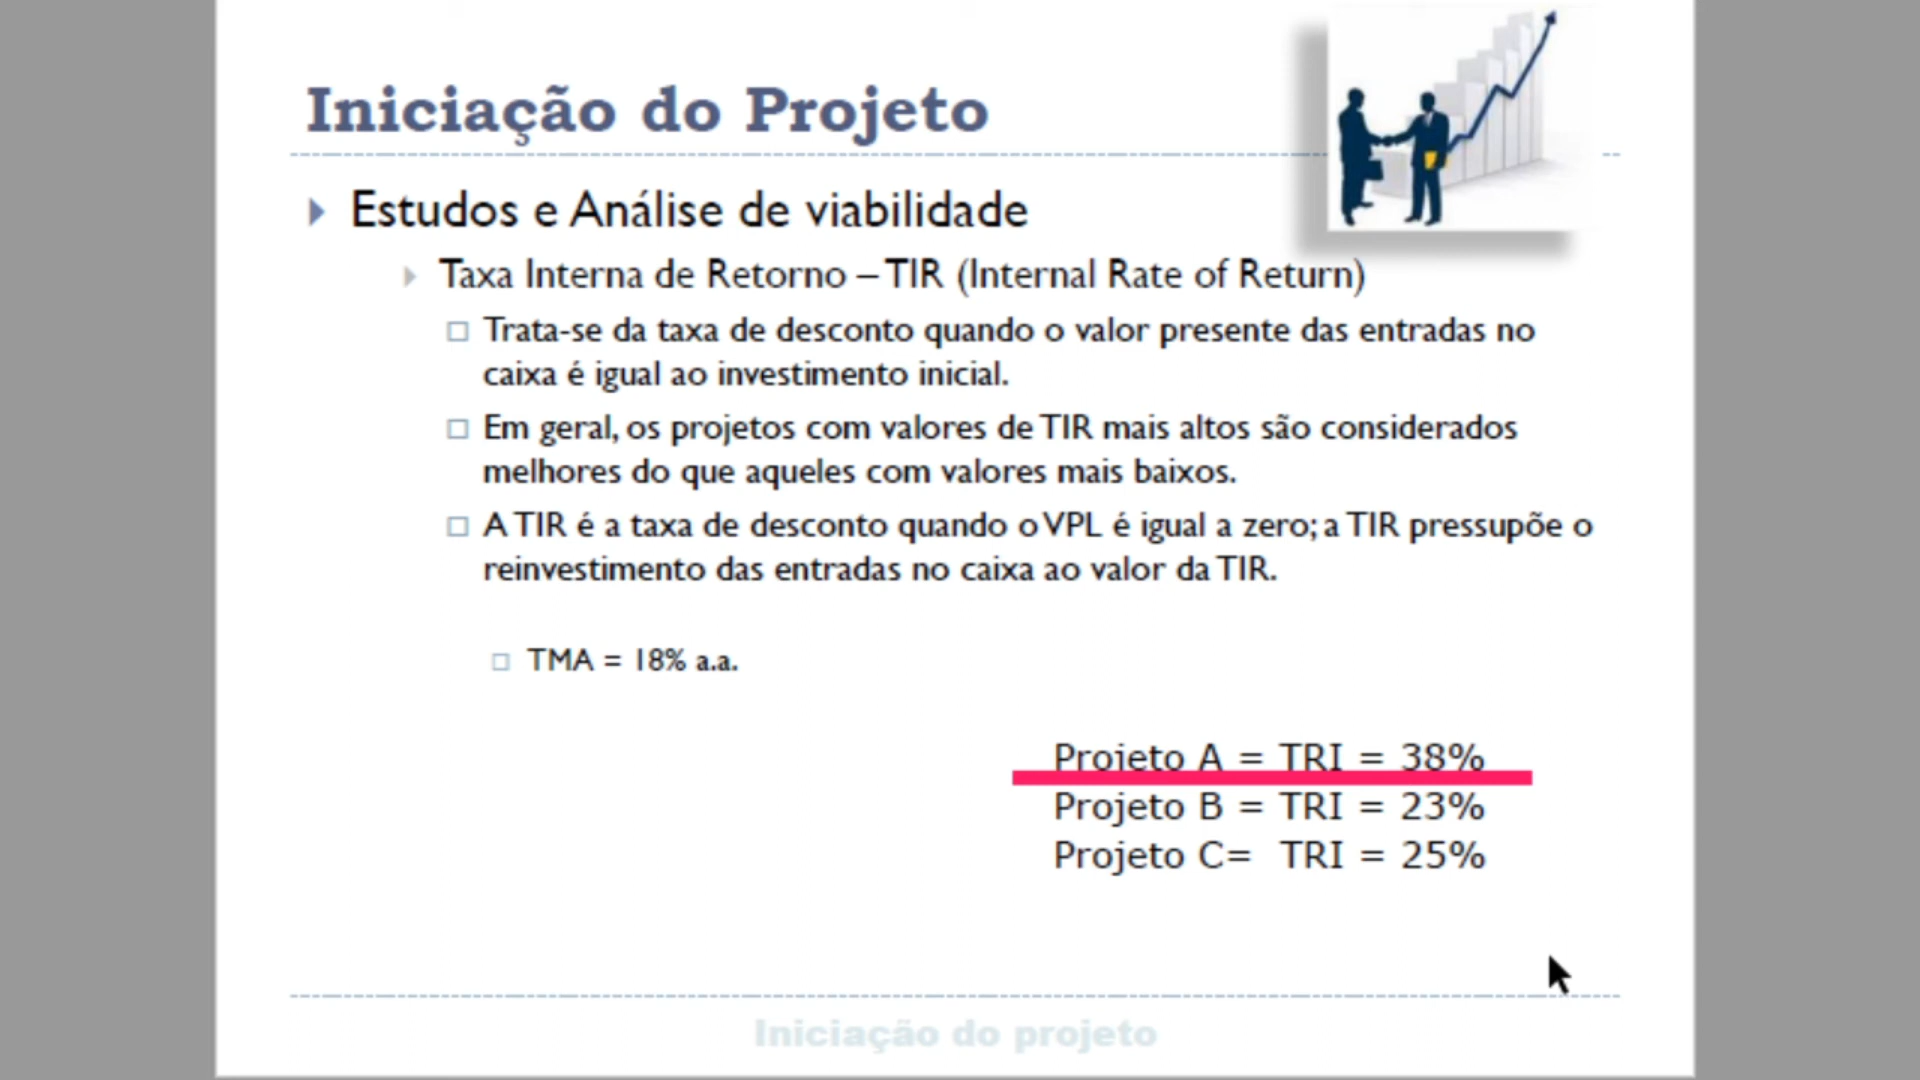 Iniciação do Projeto
Estudos e Análise de viabilidade
Taxa Interna de Retorno – TIR (Internal Rate of Return)
Trata-se da taxa de desconto quando o valor presente das entradas no
caixa é igual ao investimento inicial.
Em geral, os projetos com valores de TIR mais altos são considerados
melhores do que aqueles com valores mais baixos.
A TIR é a taxa de desconto quando o VPL é igual a zero; a TIR pressupõe o
reinvestimento das entradas no caixa ao valor da TIR.
TMA = 18% a.a.
Projeto A = TRI = 38%
Projeto B = TRI = 23%
Projeto C= TRI = 25%
Iniciação do projeto